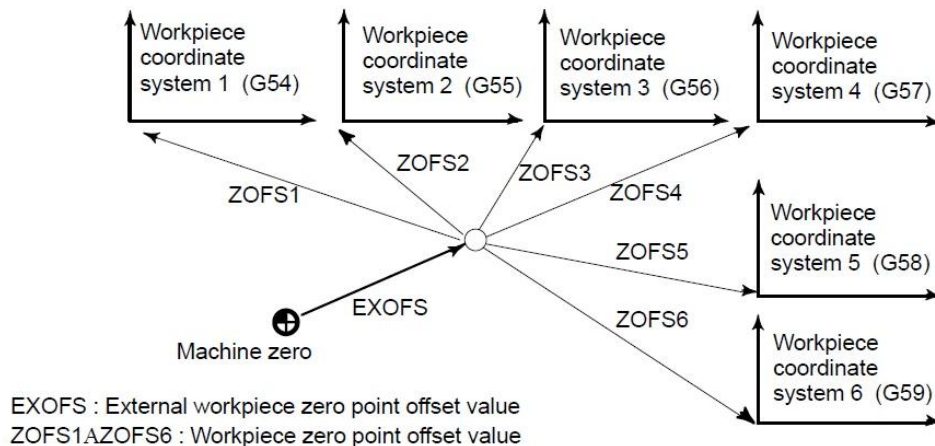 Workpiece
coordinate
system 1 (G54)
Workpiece
coordinate
system 2 (G55)
Workpiece
coordinate
system 3 (G56)
Workpiece
coordinate
system 4 (G57)
ZOFS1
ZOFS2
ZOFS3
ZOFS4
Workpiece
coordinate
system 5 (G58)
ZOFS5
EXOFS
ZOFS6
Machine zero
Workpiece
coordinate
system 6 (G59)
EXOFS : External workpiece zero point offset value
ZOFS1AZOFS6 : Workpiece zero point offset value